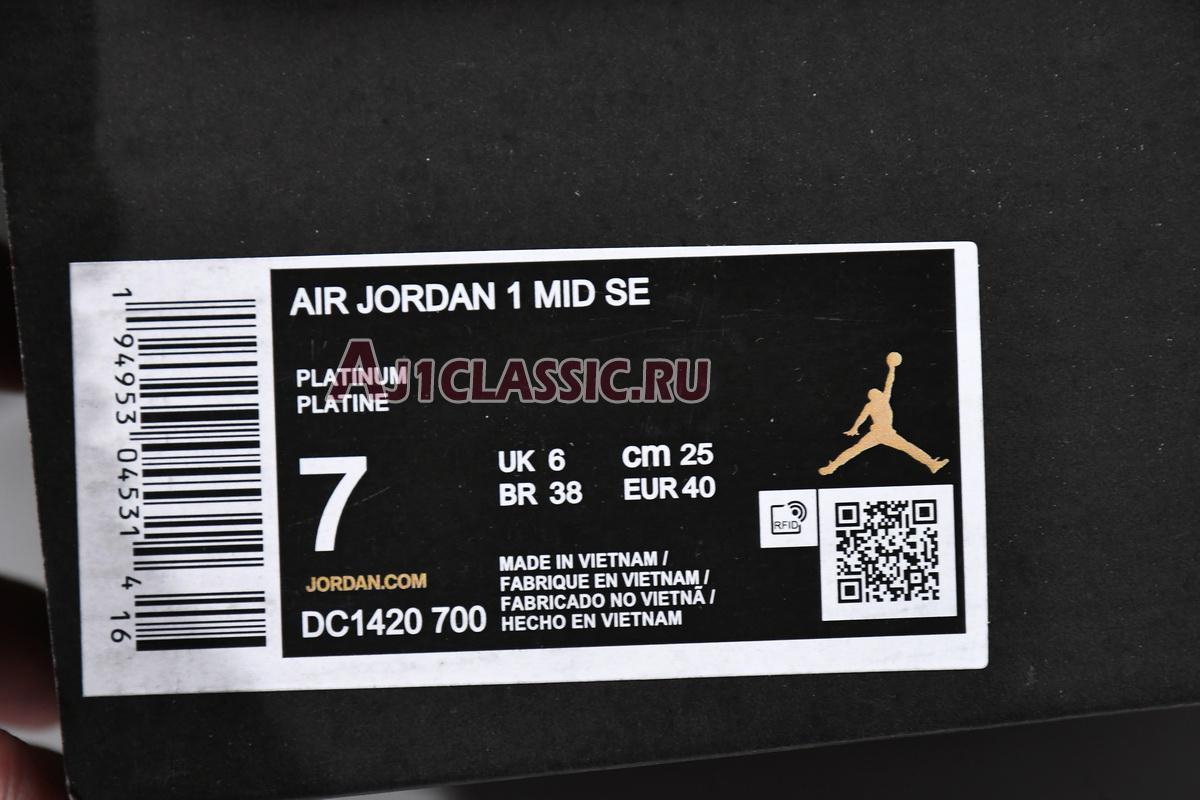 AIR JORDAN 1 MID SE
PLATINUM
PLATINE
AJ1CLASSIC.RU
7
UK 6 cm 25
BR 38 EUR 40
RFID
JORDAN.COM
DC1420 700
MADE IN VIETNAM /
FABRIQUE EN VIETNAM /
FABRICADO NO VIETNÃ /
HECHO EN VIETNAM
1 94953 04531 4 16